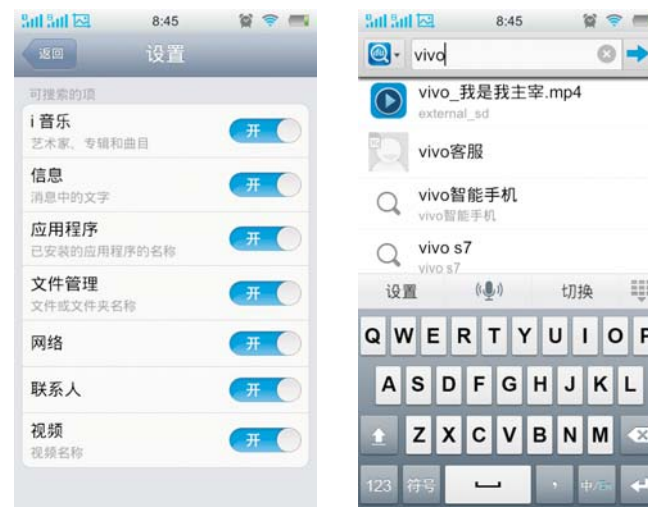 8:45
返回
设置
可搜索的项
i 音乐
开
艺术家、专辑和曲目
信息
开
消息中的文字
应用程序
开
已安装的应用程序的名称
文件管理
开
文件或文件夹名称
网络
开
联系人
开
视频
开
视频名称
8:45
vivo
vivo_我是我主宰.mp4
external_sd
vivo客服
vivo智能手机
vivo智能手机
vivo s7
vivo s7
设置
切换
Q W E R T Y U I O P
A S D F G H J K L
Z X C V B N M
123 符号 , 中/En